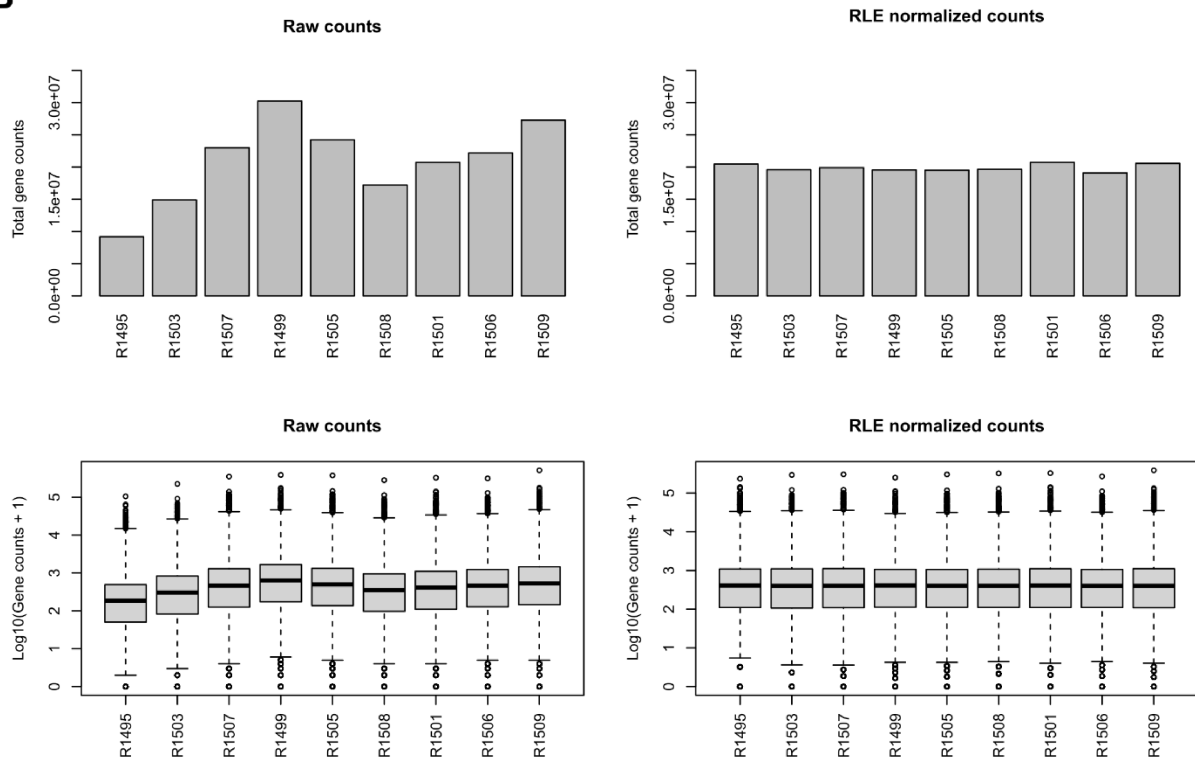 Raw counts
Total gene counts
3.0e+07
1.5e+07
0.0e+00
R1495
R1503
R1507
R1499
R1505
R1508
R1501
R1506
R1509
RLE normalized counts
Total gene counts
3.0e+07
1.5e+07
0.0e+00
R1495
R1503
R1507
R1499
R1505
R1508
R1501
R1506
R1509
Raw counts
Log10(Gene counts + 1)
5
4
3
2
1
0
R1495
R1503
R1507
R1499
R1505
R1508
R1501
R1506
R1509
RLE normalized counts
Log10(Gene counts + 1)
5
4
3
2
1
0
R1495
R1503
R1507
R1499
R1505
R1508
R1501
R1506
R1509